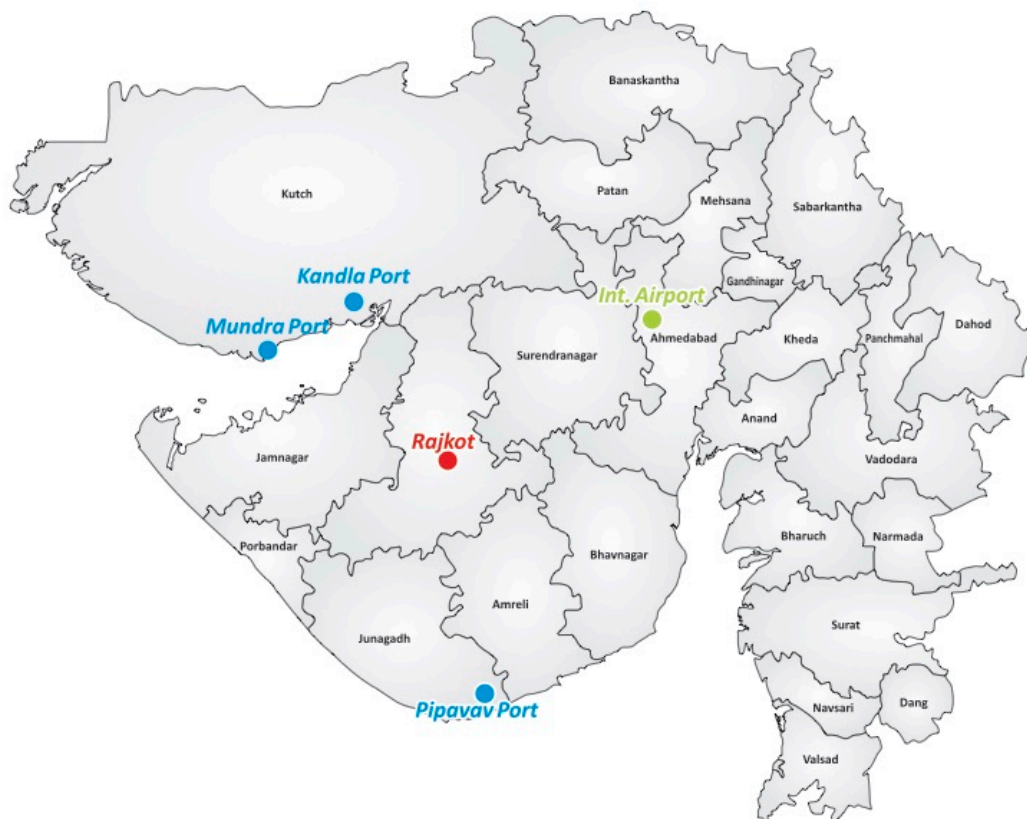 Banaskantha
Kutch
Patan
Mehsana
Sabarkantha
Kandla Port
Gandhinagar
Int. Airport
Mundra Port
Surendranagar
Ahmedabad
Kheda
Panchmahal
Dahod
Anand
Rajkot
Jamnagar
Vadodara
Bharuch
Narmada
Porbandar
Bhavnagar
Amreli
Junagadh
Surat
Pipavav Port
Navsari
Dang
Valsad